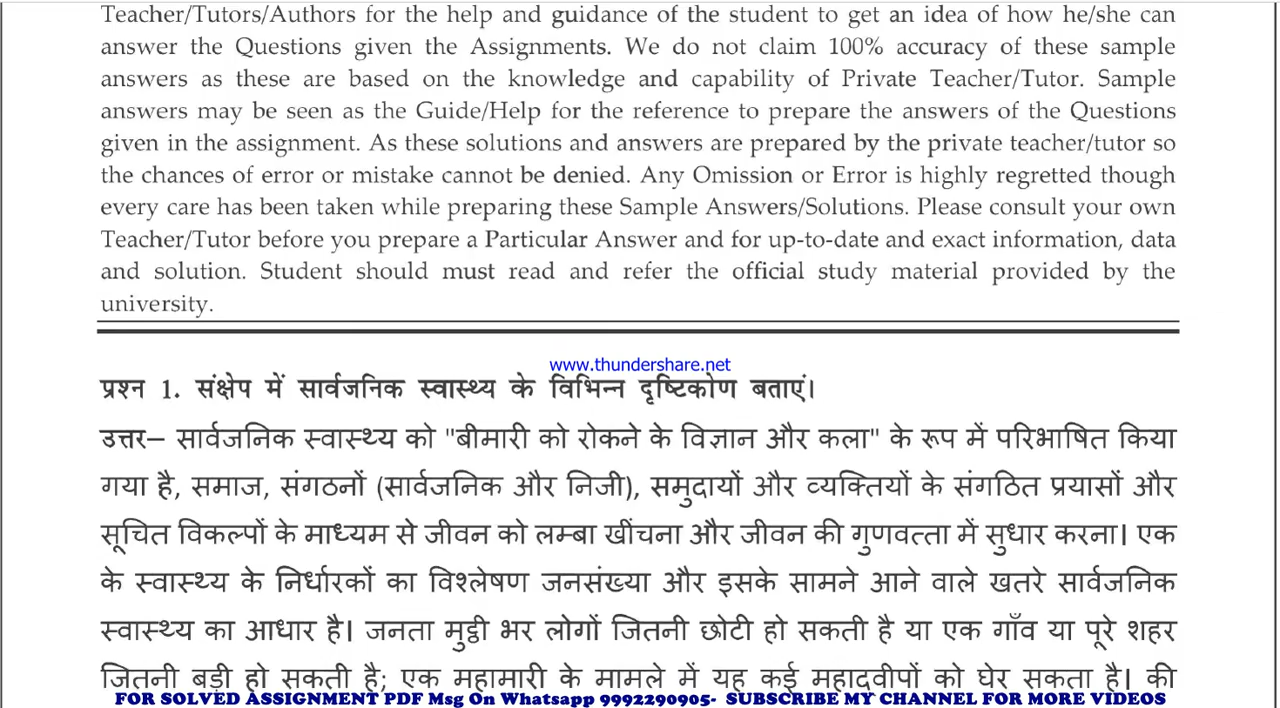 Teacher/Tutors/Authors for the help and guidance of the student to get an idea of how he/she can
answer the Questions given the Assignments. We do not claim 100% accuracy of these sample
answers as these are based on the knowledge and capability of Private Teacher/Tutor. Sample
answers may be seen as the Guide/Help for the reference to prepare the answers of the Questions
given in the assignment. As these solutions and answers are prepared by the private teacher/tutor so
the chances of error or mistake cannot be denied. Any Omission or Error is highly regretted though
every care has been taken while preparing these Sample Answers/Solutions. Please consult your own
Teacher/Tutor before you prepare a Particular Answer and for up-to-date and exact information, data
and solution. Student should must read and refer the official study material provided by the
university.
www.thundershare.net
प्रश्न 1. संक्षेप में सार्वजनिक स्वास्थ्य के विभिन्न दृष्टिकोण बताएं।
उत्तर– सार्वजनिक स्वास्थ्य को "बीमारी को रोकने के विज्ञान और कला" के रूप में परिभाषित किया
गया है, समाज, संगठनों (सार्वजनिक और निजी), समुदायों और व्यक्तियों के संगठित प्रयासों और
सूचित विकल्पों के माध्यम से जीवन को लम्बा खींचना और जीवन की गुणवत्ता में सुधार करना। एक
के स्वास्थ्य के निर्धारकों का विश्लेषण जनसंख्या और इसके सामने आने वाले खतरे सार्वजनिक
स्वास्थ्य का आधार है। जनता मुट्ठी भर लोगों जितनी छोटी हो सकती है या एक गाँव या पूरे शहर
जितनी बड़ी हो सकती है; एक महामारी के मामले में यह कई महाद्वीपों को घेर सकता है। की
FOR SOLVED ASSIGNMENT PDF Msg On Whatsapp 9992290905- SUBSCRIBE MY CHANNEL FOR MORE VIDEOS